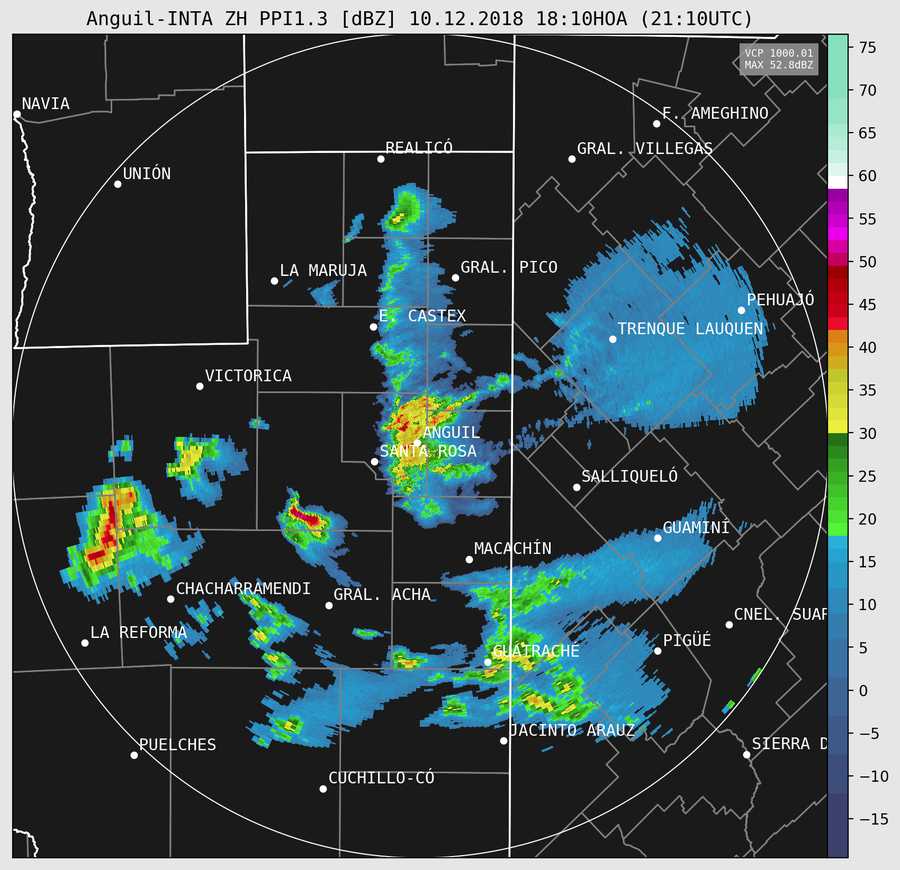 Anguil-INTA ZH PPI1.3 [dBZ] 10.12.2018 18:10HOA (21:10UTC)
VCP 1000.01
MAX 52.8dBZ
75
70
65
60
55
50
45
40
35
30
25
20
15
10
5
0
−5
−10
−15
NAVIA
F. AMEGHINO
REALICÓ
GRAL. VILLEGAS
UNIÓN
LA MARUJA
GRAL. PICO
PEHUAJÓ
E. CASTEX
TRENQUE LAUQUEN
VICTORICA
ANGUIL
SANTA ROSA
SALLIQUELÓ
GUAMINÍ
MACACHÍN
CHACHARRAMENDI
GRAL. ACHA
CNEL. SUAR
LA REFORMA
PIGÜÉ
GUATRACHE
JACINTO ARAUZ
PUELCHES
SIERRA D
CUCHILLO-CÓ